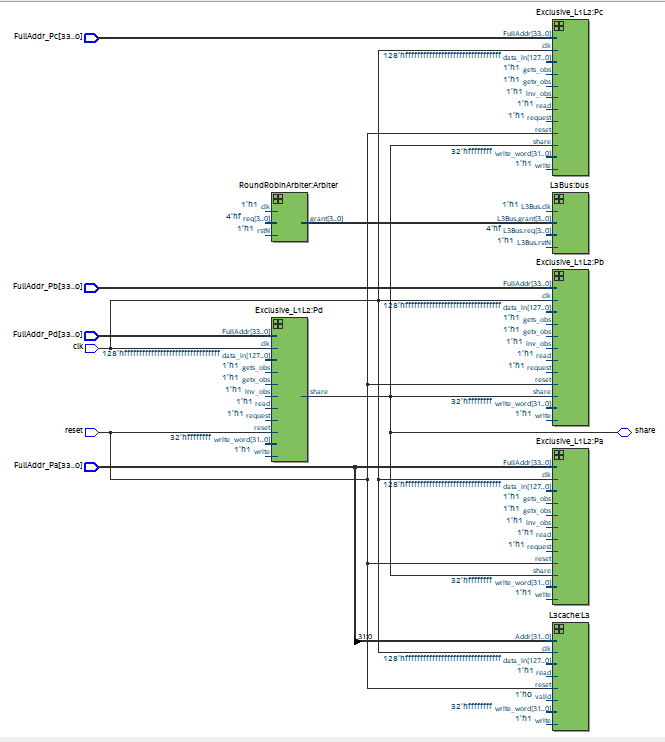 Exclusive_L1L2:Pc
FullAddr_Pc[33..0]
FullAddr[33..0]
clk
128'hffffffffffffffffffffffffffffffff data_in[127..0]
1'h1 gets_obs
1'h1 getx_obs
1'h1 inv_obs
1'h1 read
1'h1 request
reset
share
32'hffffffff write_word[31..0]
1'h1 write
RoundRobinArbiter:Arbiter
1'h1 clk
4'hf req[3..0]
1'h1 rstN
grant[3..0]
L3Bus:bus
1'h1 L3Bus.clk
L3Bus.grant[3..0]
4'hf L3Bus.req[3..0]
1'h1 L3Bus.rstN
Exclusive_L1L2:Pb
FullAddr_Pb[33..0]
FullAddr[33..0]
clk
128'hffffffffffffffffffffffffffffffff data_in[127..0]
1'h1 gets_obs
1'h1 getx_obs
1'h1 inv_obs
1'h1 read
1'h1 request
reset
share
32'hffffffff write_word[31..0]
1'h1 write
Exclusive_L1L2:Pd
FullAddr_Pd[33..0]
clk
FullAddr[33..0]
clk
128'hffffffffffffffffffffffffffffffff data_in[127..0]
1'h1 gets_obs
1'h1 getx_obs
1'h1 inv_obs
1'h1 read
1'h1 request
reset
32'hffffffff write_word[31..0]
1'h1 write
share
reset
share
Exclusive_L1L2:Pa
FullAddr_Pa[33..0]
FullAddr[33..0]
clk
128'hffffffffffffffffffffffffffffffff data_in[127..0]
1'h1 gets_obs
1'h1 getx_obs
1'h1 inv_obs
1'h1 read
1'h1 request
reset
share
32'hffffffff write_word[31..0]
1'h1 write
L3cache:L3
31:0
Addr[31..0]
clk
128'hffffffffffffffffffffffffffffffff data_in[127..0]
1'h1 read
reset
1'h0 valid
32'hffffffff write_word[31..0]
1'h1 write